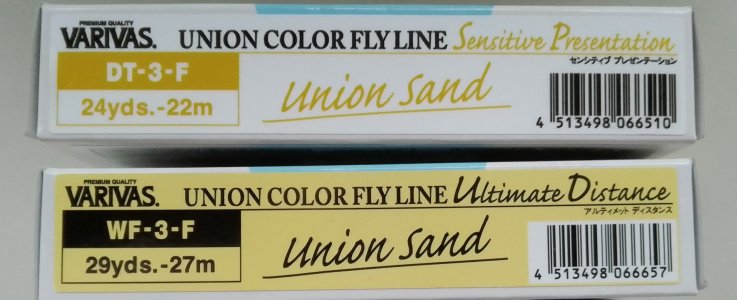 PREMIUM QUALITY
VARIVAS. UNION COLOR FLY LINE Sensitive Presentation
センシティブ プレゼンテーション
DT-3-F
24yds.-22m
Union Sand
4 513498 066510
PREMIUM QUALITY
VARIVAS. UNION COLOR FLY LINE Ultimate Distance
アルティメット ディスタンス
WF-3-F
29yds.-27m
Union Sand
4 513498 066657